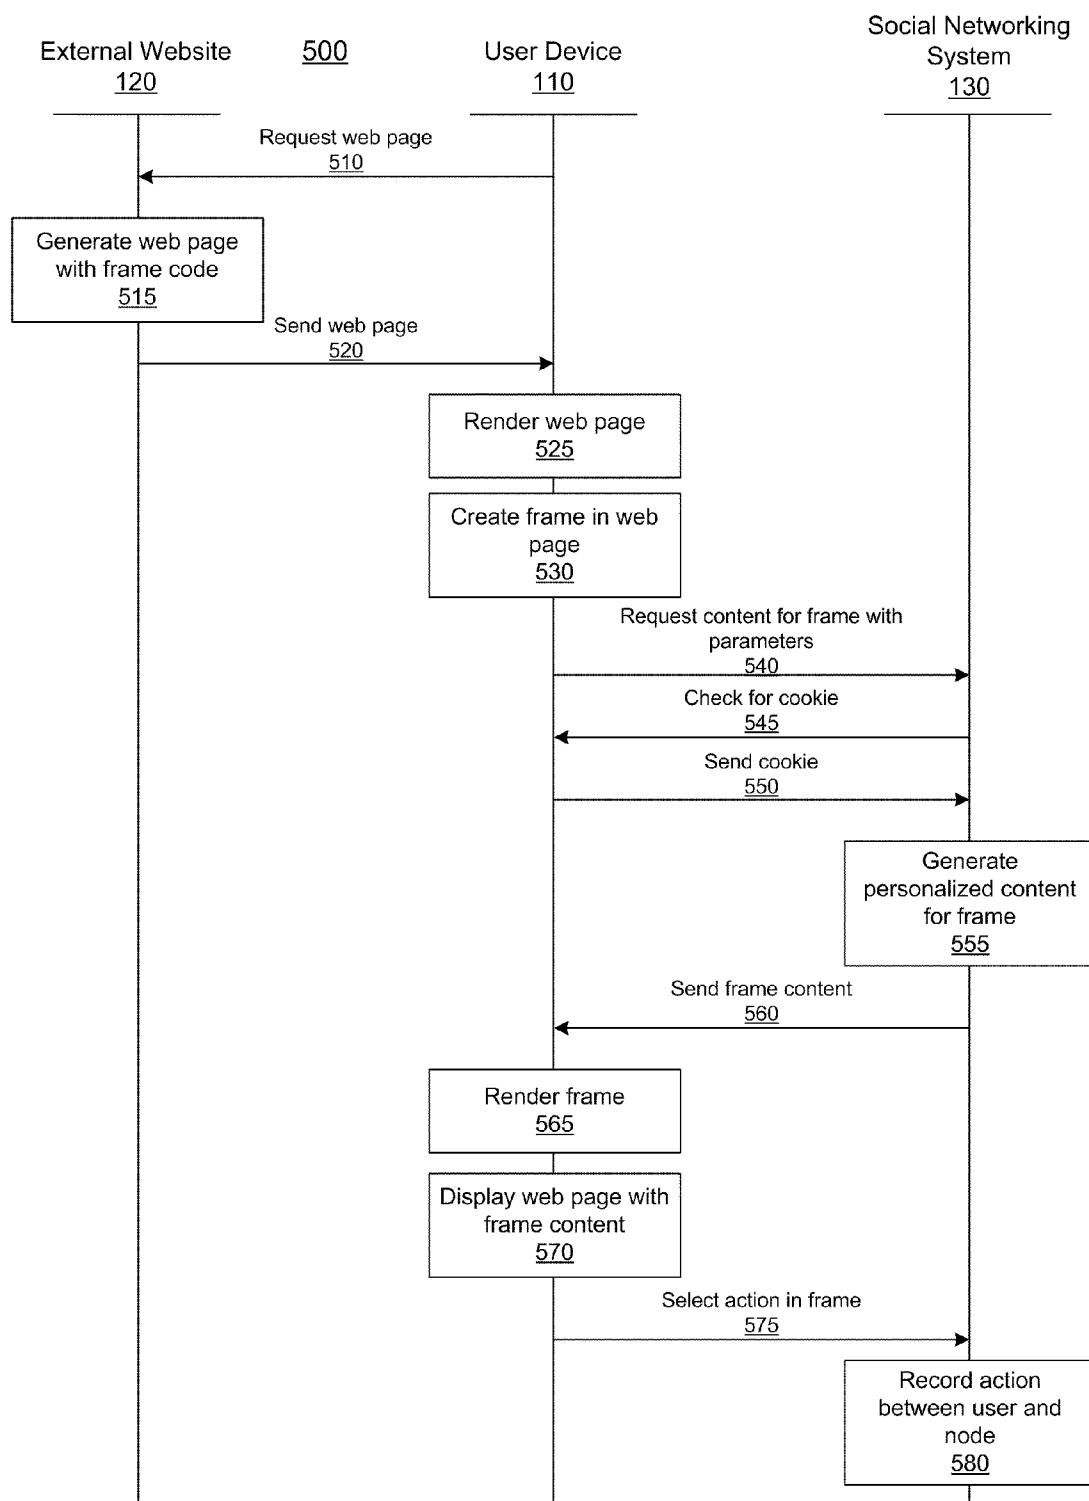 External Website
120
500
User Device
110
Social Networking
System
130
Request web page
510
Generate web page
with frame code
515
Send web page
520
Render web page
525
Create frame in web
page
530
Request content for frame with
parameters
540
Check for cookie
545
Send cookie
550
Generate
personalized content
for frame
555
Send frame content
560
Render frame
565
Display web page with
frame content
570
Select action in frame
575
Record action
between user and
node
580